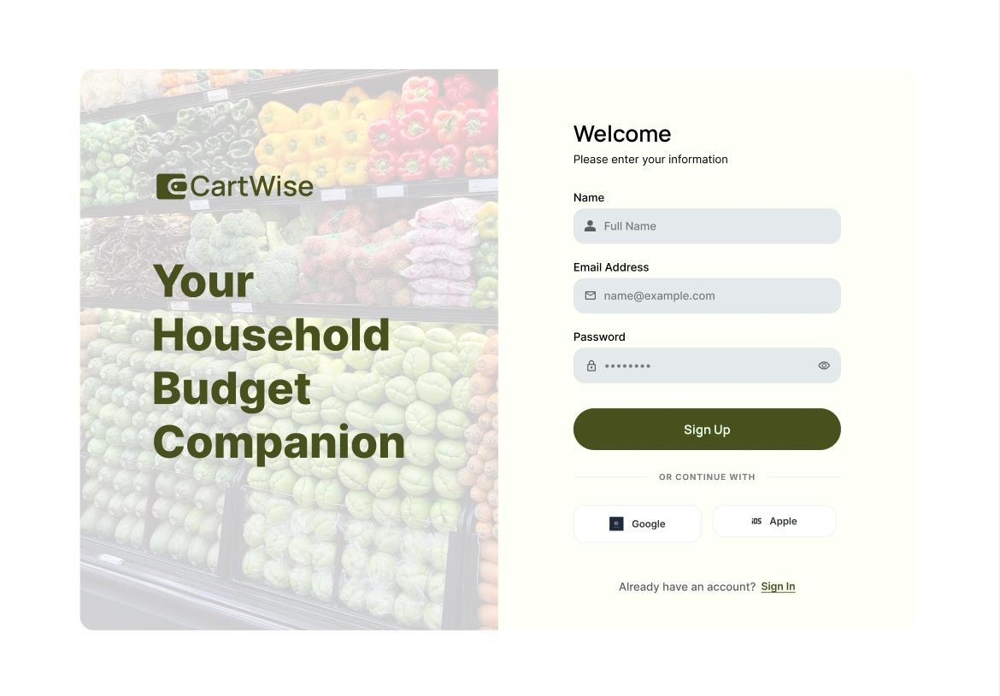 CartWise
Your
Household
Budget
Companion
Welcome
Please enter your information
Name
Full Name
Email Address
name@example.com
Password
••••••••
Sign Up
OR CONTINUE WITH
Google
iOS Apple
Already have an account? Sign In